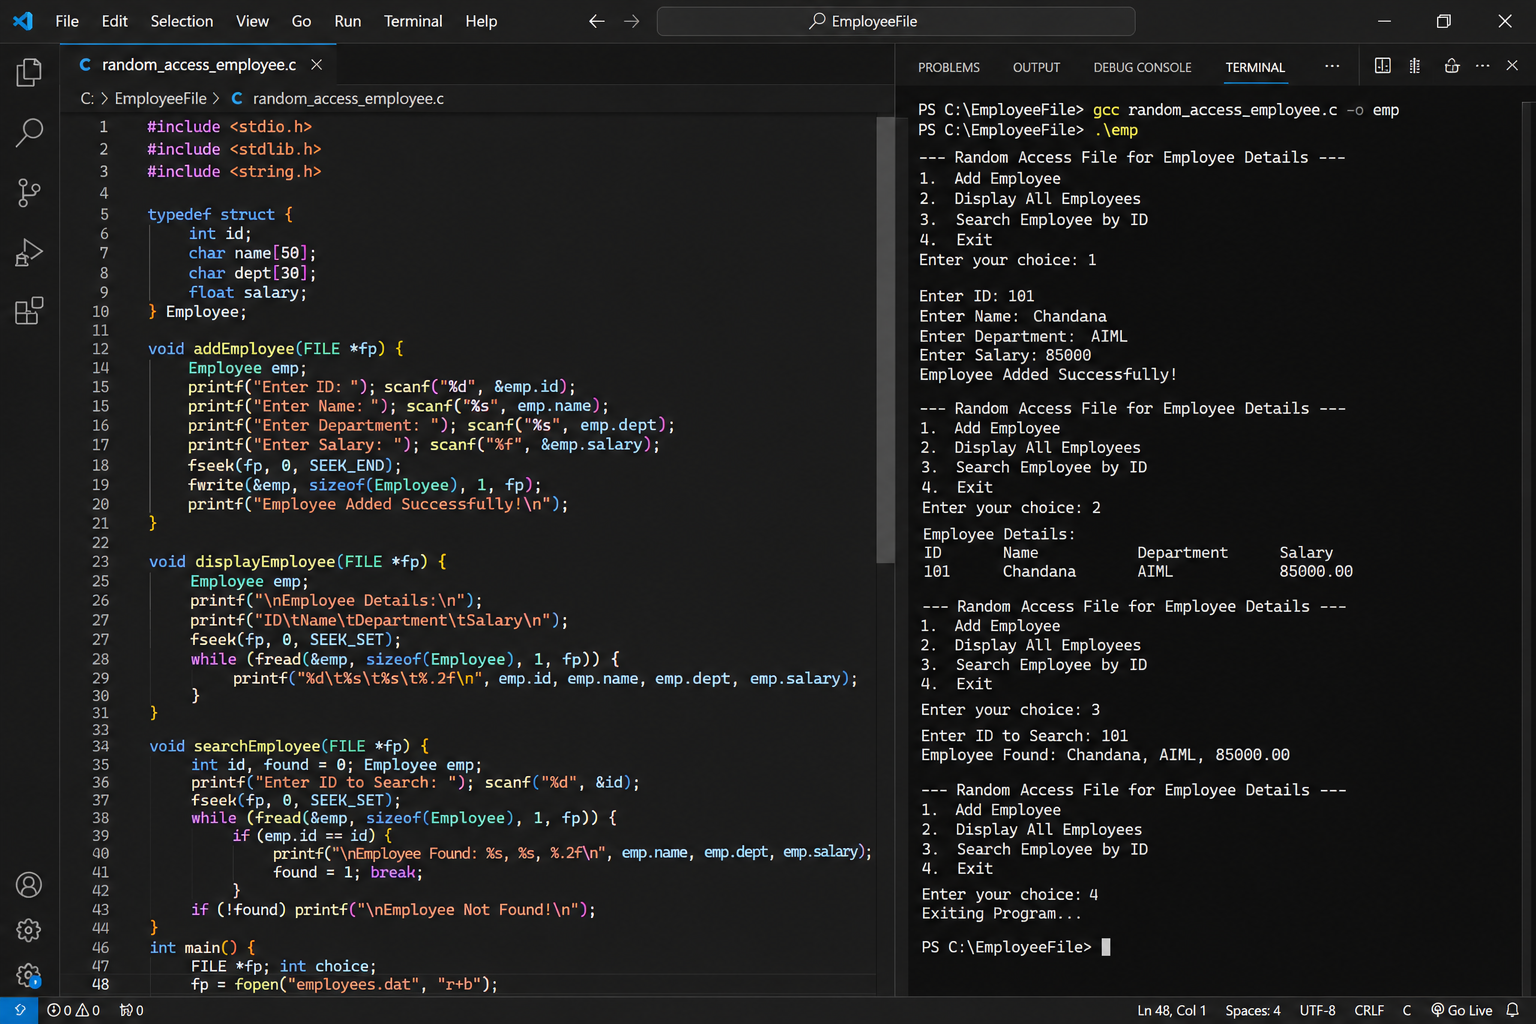 File Edit Selection View Go Run Terminal Help
EmployeeFile
random_access_employee.c
C: > EmployeeFile > C random_access_employee.c
1 #include <stdio.h>
2 #include <stdlib.h>
3 #include <string.h>
4
5 typedef struct {
6 int id;
7 char name[50];
8 char dept[30];
9 float salary;
10 } Employee;
11
12 void addEmployee(FILE *fp) {
14 Employee emp;
15 printf("Enter ID: "); scanf("%d", &emp.id);
15 printf("Enter Name: "); scanf("%s", emp.name);
16 printf("Enter Department: "); scanf("%s", emp.dept);
17 printf("Enter Salary: "); scanf("%f", &emp.salary);
18 fseek(fp, 0, SEEK_END);
19 fwrite(&emp, sizeof(Employee), 1, fp);
20 printf("Employee Added Successfully!\n");
21 }
22
23 void displayEmployee(FILE *fp) {
25 Employee emp;
26 printf("\nEmployee Details:\n");
27 printf("ID\tName\tDepartment\tSalary\n");
27 fseek(fp, 0, SEEK_SET);
28 while (fread(&emp, sizeof(Employee), 1, fp)) {
29 printf("%d\t%s\t%s\t%.2f\n", emp.id, emp.name, emp.dept, emp.salary);
30 }
31 }
33
34 void searchEmployee(FILE *fp) {
35 int id, found = 0; Employee emp;
36 printf("Enter ID to Search: "); scanf("%d", &id);
37 fseek(fp, 0, SEEK_SET);
38 while (fread(&emp, sizeof(Employee), 1, fp)) {
39 if (emp.id == id) {
40 printf("\nEmployee Found: %s, %s, %.2f\n", emp.name, emp.dept, emp.salary);
41 found = 1; break;
42 }
43 if (!found) printf("\nEmployee Not Found!\n");
44 }
46 int main() {
47 FILE *fp; int choice;
48 fp = fopen("employees.dat", "r+b");
PROBLEMS OUTPUT DEBUG CONSOLE TERMINAL
PS C:\EmployeeFile> gcc random_access_employee.c -o emp
PS C:\EmployeeFile> .\emp
--- Random Access File for Employee Details ---
1. Add Employee
2. Display All Employees
3. Search Employee by ID
4. Exit
Enter your choice: 1
Enter ID: 101
Enter Name: Chandana
Enter Department: AIML
Enter Salary: 85000
Employee Added Successfully!
--- Random Access File for Employee Details ---
1. Add Employee
2. Display All Employees
3. Search Employee by ID
4. Exit
Enter your choice: 2
Employee Details:
ID Name Department Salary
101 Chandana AIML 85000.00
--- Random Access File for Employee Details ---
1. Add Employee
2. Display All Employees
3. Search Employee by ID
4. Exit
Enter your choice: 3
Enter ID to Search: 101
Employee Found: Chandana, AIML, 85000.00
--- Random Access File for Employee Details ---
1. Add Employee
2. Display All Employees
3. Search Employee by ID
4. Exit
Enter your choice: 4
Exiting Program...
PS C:\EmployeeFile>
0 0 0 Ln 48, Col 1 Spaces: 4 UTF-8 CRLF C Go Live